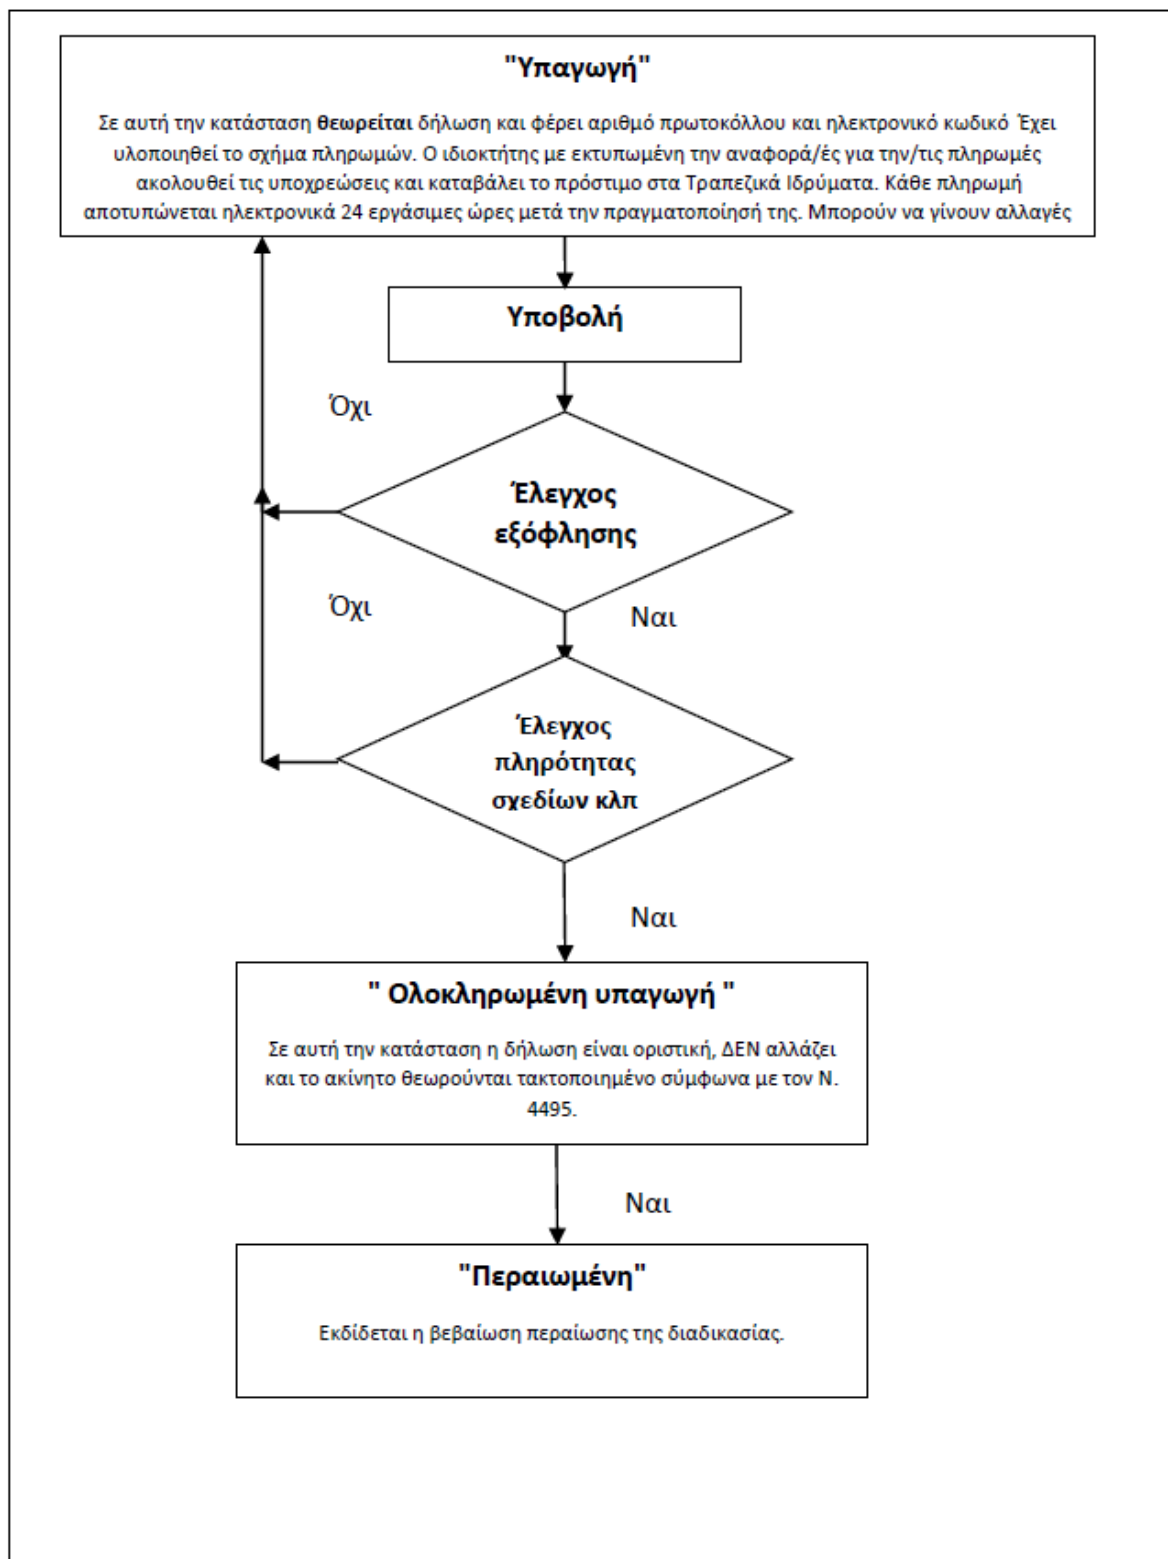 "Υπαγωγή"
Σε αυτή την κατάσταση θεωρείται δήλωση και φέρει αριθμό πρωτοκόλλου και ηλεκτρονικό κωδικό Έχει
υλοποιηθεί το σχήμα πληρωμών. Ο ιδιοκτήτης με εκτυπωμένη την αναφορά/ές για την/τις πληρωμές
ακολουθεί τις υποχρεώσεις και καταβάλει το πρόστιμο στα Τραπεζικά Ιδρύματα. Κάθε πληρωμή
αποτυπώνεται ηλεκτρονικά 24 εργάσιμες ώρες μετά την πραγματοποίησή της. Μπορούν να γίνουν αλλαγές
Υποβολή
Όχι
Έλεγχος
εξόφλησης
Όχι
Ναι
Έλεγχος
πληρότητας
σχεδίων κλπ
Ναι
" Ολοκληρωμένη υπαγωγή "
Σε αυτή την κατάσταση η δήλωση είναι οριστική, ΔΕΝ αλλάζει
και το ακίνητο θεωρούνται τακτοποιημένο σύμφωνα με τον Ν.
4495.
Ναι
"Περαιωμένη"
Εκδίδεται η βεβαίωση περαίωσης της διαδικασίας.